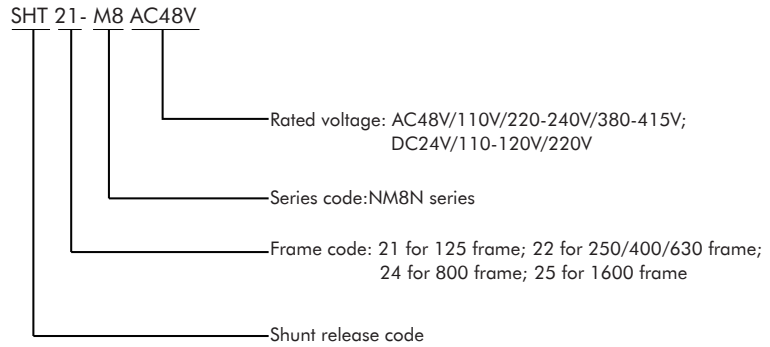 SHT 21- M8 AC48V
Rated voltage: AC48V/110V/220-240V/380-415V;
DC24V/110-120V/220V
Series code:NM8N series
Frame code: 21 for 125 frame; 22 for 250/400/630 frame;
24 for 800 frame; 25 for 1600 frame
Shunt release code